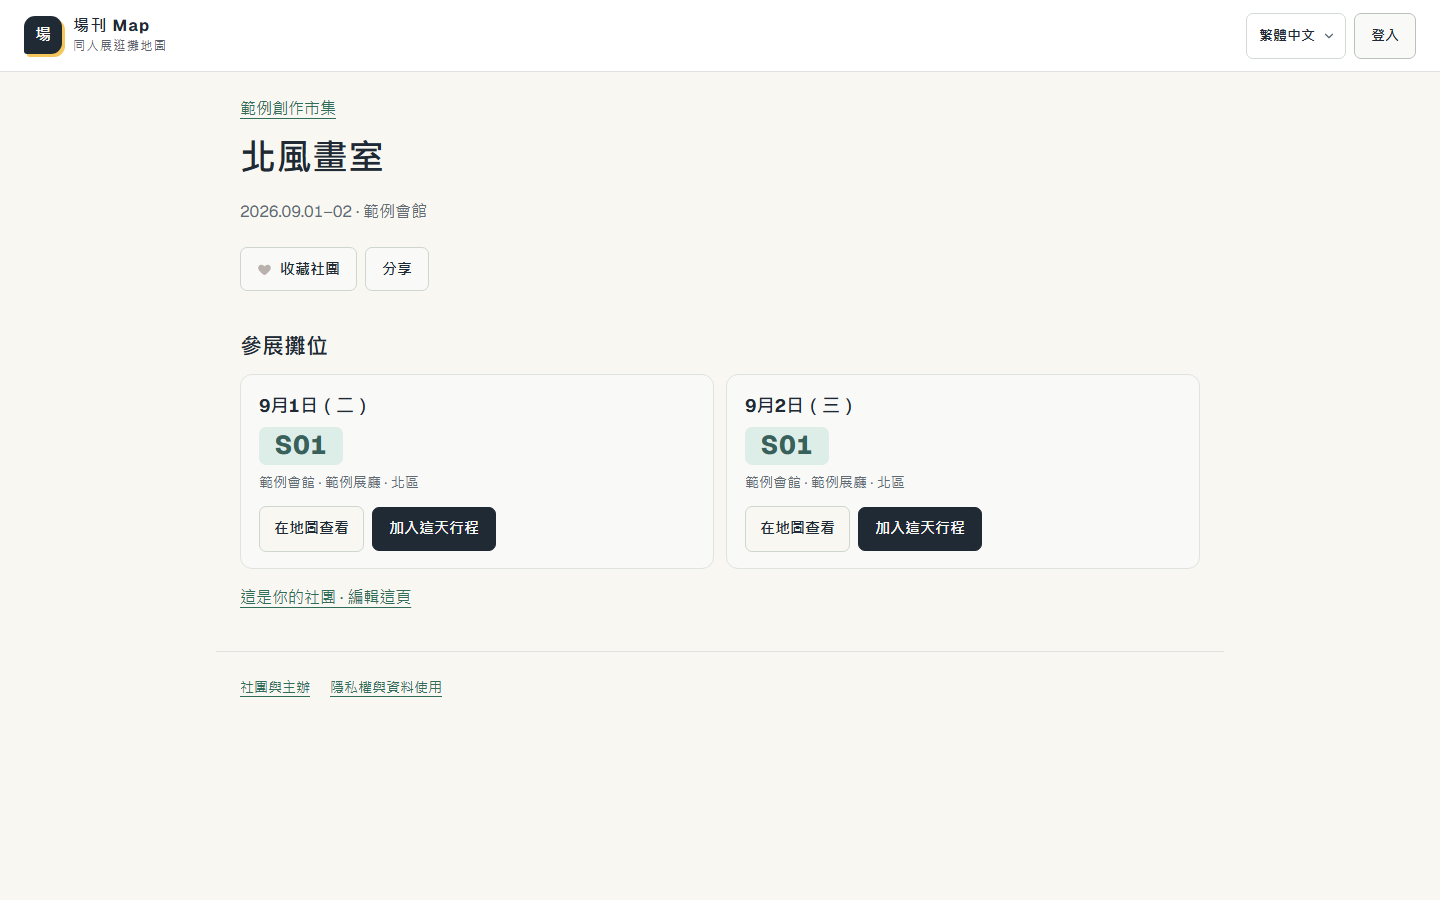 場
場刊 Map
同人展逛攤地圖
繁體中文
登入
範例創作市集
北風畫室
2026.09.01–02 · 範例會館
收藏社團
分享
參展攤位
9月1日（二）
S01
範例會館 · 範例展廳 · 北區
在地圖查看
加入這天行程
9月2日（三）
S01
範例會館 · 範例展廳 · 北區
在地圖查看
加入這天行程
這是你的社團 · 編輯這頁
社團與主辦
隱私權與資料使用